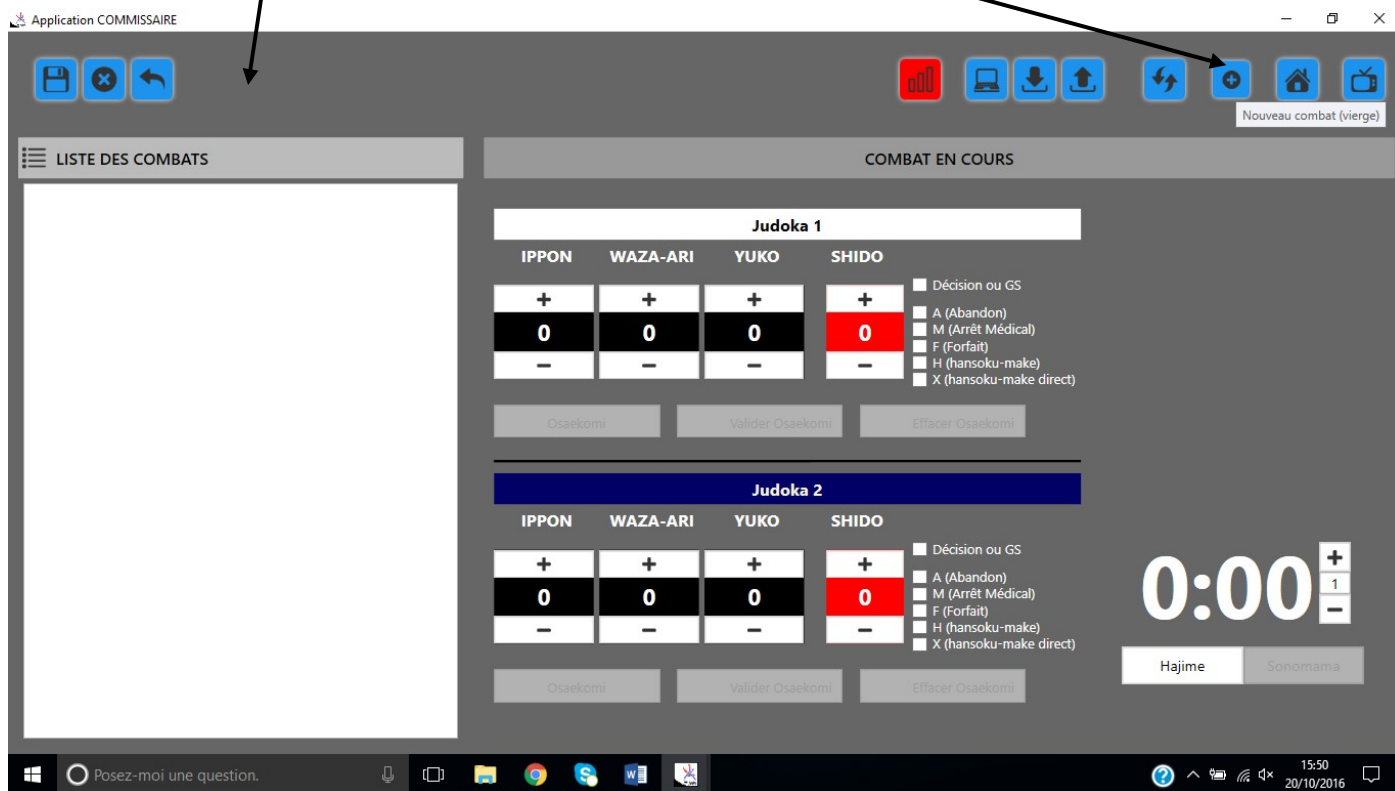 Application COMMISSAIRE
Nouveau combat (vierge)
LISTE DES COMBATS
COMBAT EN COURS
Judoka 1
IPPON WAZA-ARI YUKO SHIDO
+ + + +
0 0 0 0
− − − −
Décision ou GS
A (Abandon)
M (Arrêt Médical)
F (Forfait)
H (hansoku-make)
X (hansoku-make direct)
Osaekomi Valider Osaekomi Effacer Osaekomi
Judoka 2
IPPON WAZA-ARI YUKO SHIDO
+ + + +
0 0 0 0
− − − −
Décision ou GS
A (Abandon)
M (Arrêt Médical)
F (Forfait)
H (hansoku-make)
X (hansoku-make direct)
Osaekomi Valider Osaekomi Effacer Osaekomi
0:00
+
1
−
Hajime Sonomama
Posez-moi une question.
15:50
20/10/2016